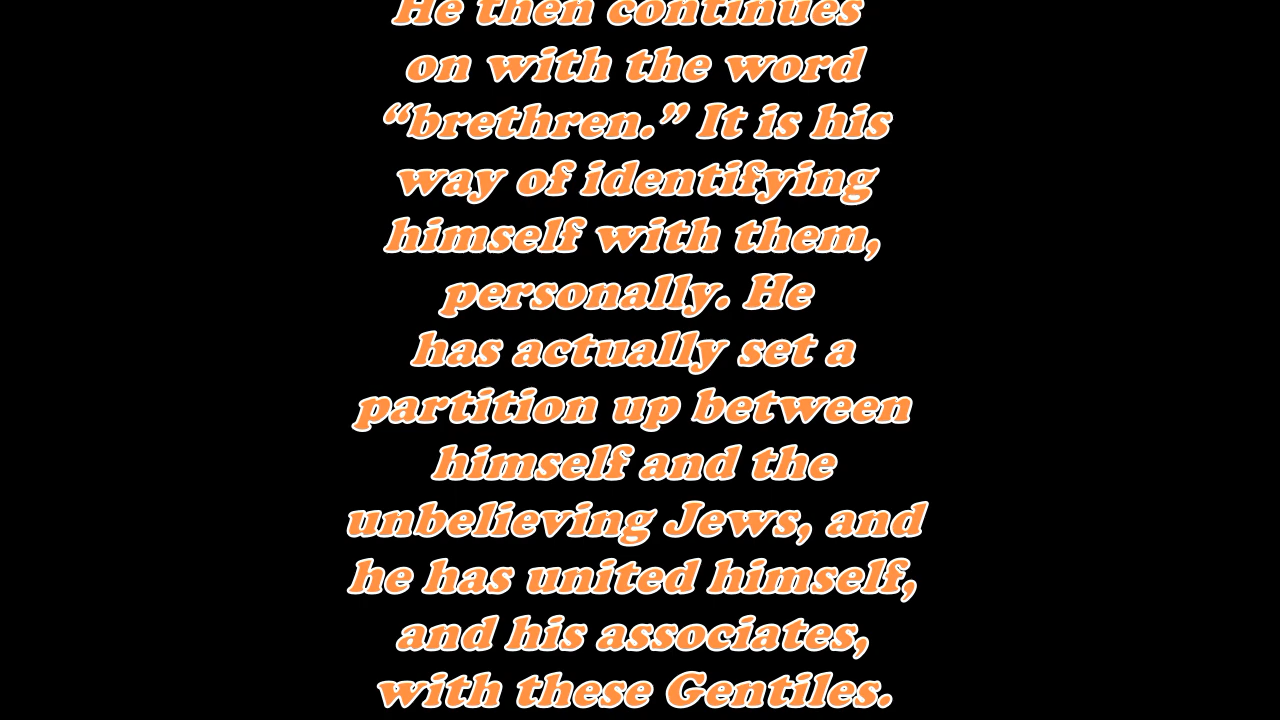 He then continues
on with the word
“brethren.” It is his
way of identifying
himself with them,
personally. He
has actually set a
partition up between
himself and the
unbelieving Jews, and
he has united himself,
and his associates,
with these Gentiles.